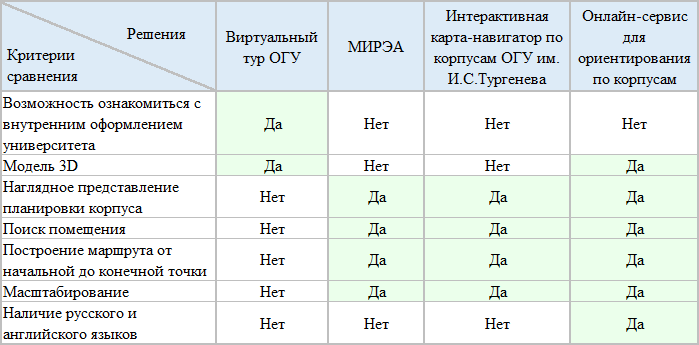 Решения
Критерии
сравнения
Виртуальный
тур ОГУ
МИРЭА
Интерактивная
карта-навигатор по
корпусам ОГУ им.
И.С.Тургенева
Онлайн-сервис
для
ориентирования
по корпусам
Возможность ознакомиться с
внутренним оформлением
университета
Да
Нет
Нет
Нет
Модель 3D
Да
Нет
Нет
Да
Наглядное представление
планировки корпуса
Нет
Да
Да
Да
Поиск помещения
Нет
Да
Да
Да
Построение маршрута от
начальной до конечной точки
Нет
Да
Да
Да
Масштабирование
Нет
Да
Да
Да
Наличие русского и
английского языков
Нет
Нет
Нет
Да